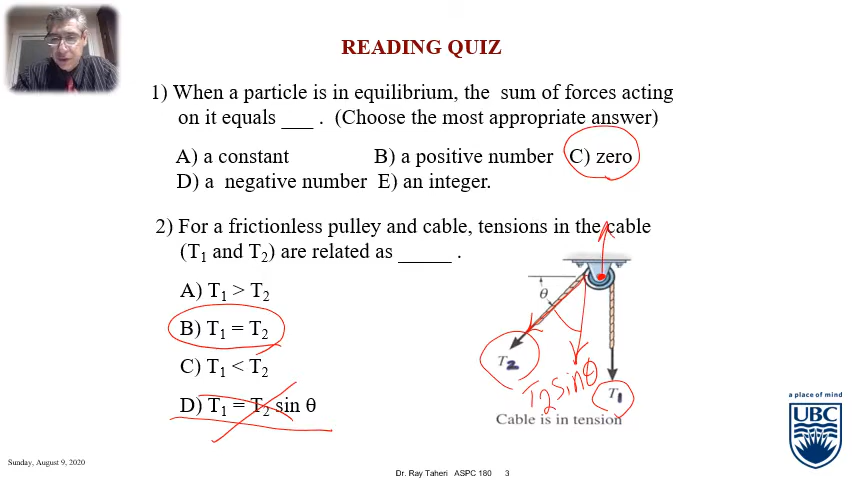 READING QUIZ
1) When a particle is in equilibrium, the sum of forces acting
on it equals ___ . (Choose the most appropriate answer)
A) a constant B) a positive number C) zero
D) a negative number E) an integer.
2) For a frictionless pulley and cable, tensions in the cable
(T1 and T2) are related as _____ .
A) T1 > T2
B) T1 = T2
C) T1 < T2
D) T1 = T2 sin θ
θ
T2
T2 sinθ
T1
Cable is in tension
a place of mind
UBC
Sunday, August 9, 2020
Dr. Ray Taheri ASPC 180 3